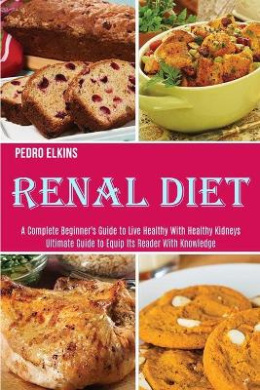 PEDRO ELKINS
RENAL DIET
A Complete Beginner's Guide to Live Healthy With Healthy Kidneys
Ultimate Guide to Equip Its Reader With Knowledge